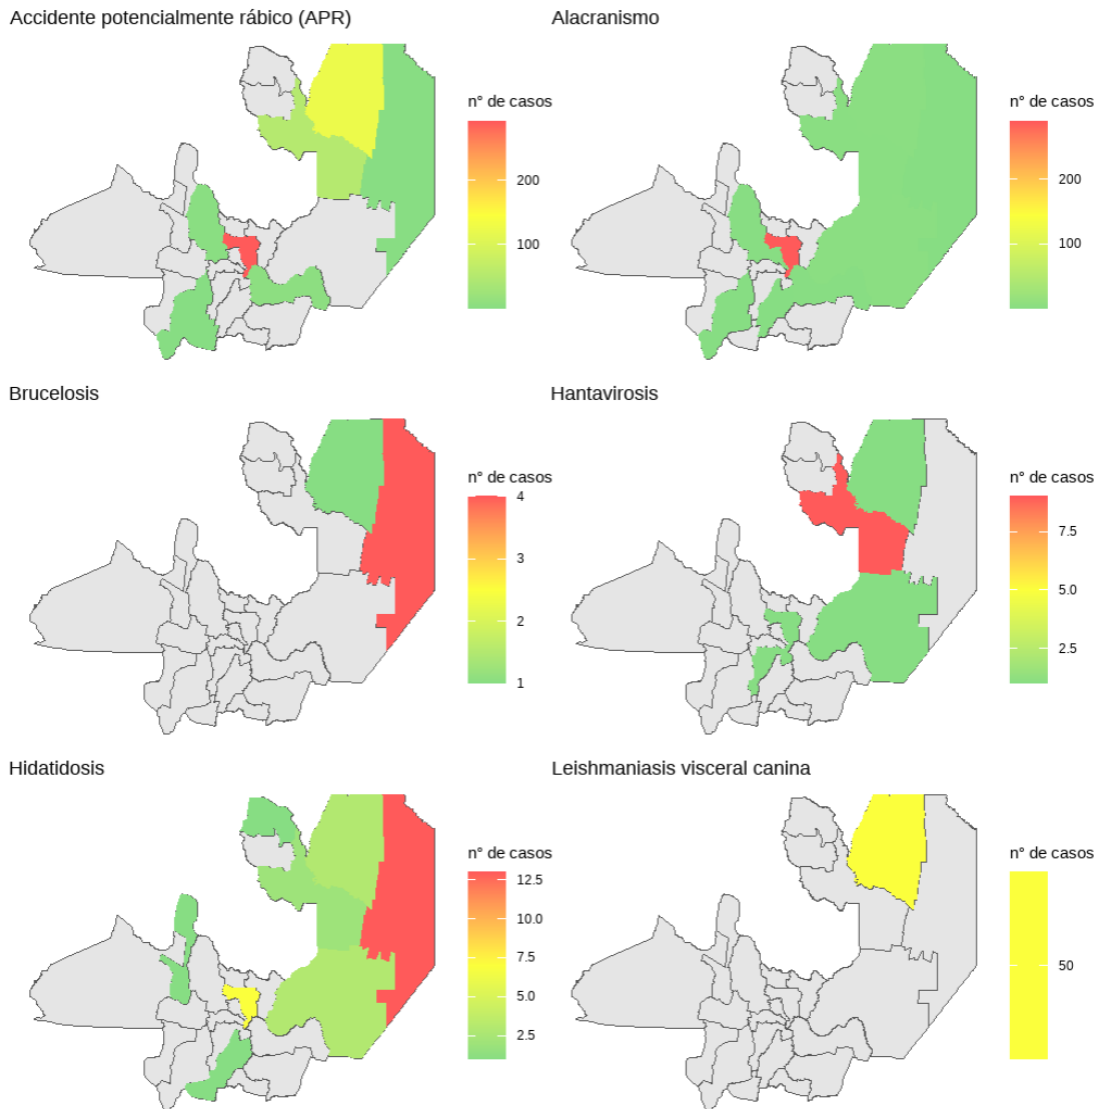 Accidente potencialmente rábico (APR)
n° de casos
200
100
Alacranismo
n° de casos
200
100
Brucelosis
n° de casos
4
3
2
1
Hantavirosis
n° de casos
7.5
5.0
2.5
Hidatidosis
n° de casos
12.5
10.0
7.5
5.0
2.5
Leishmaniasis visceral canina
n° de casos
50